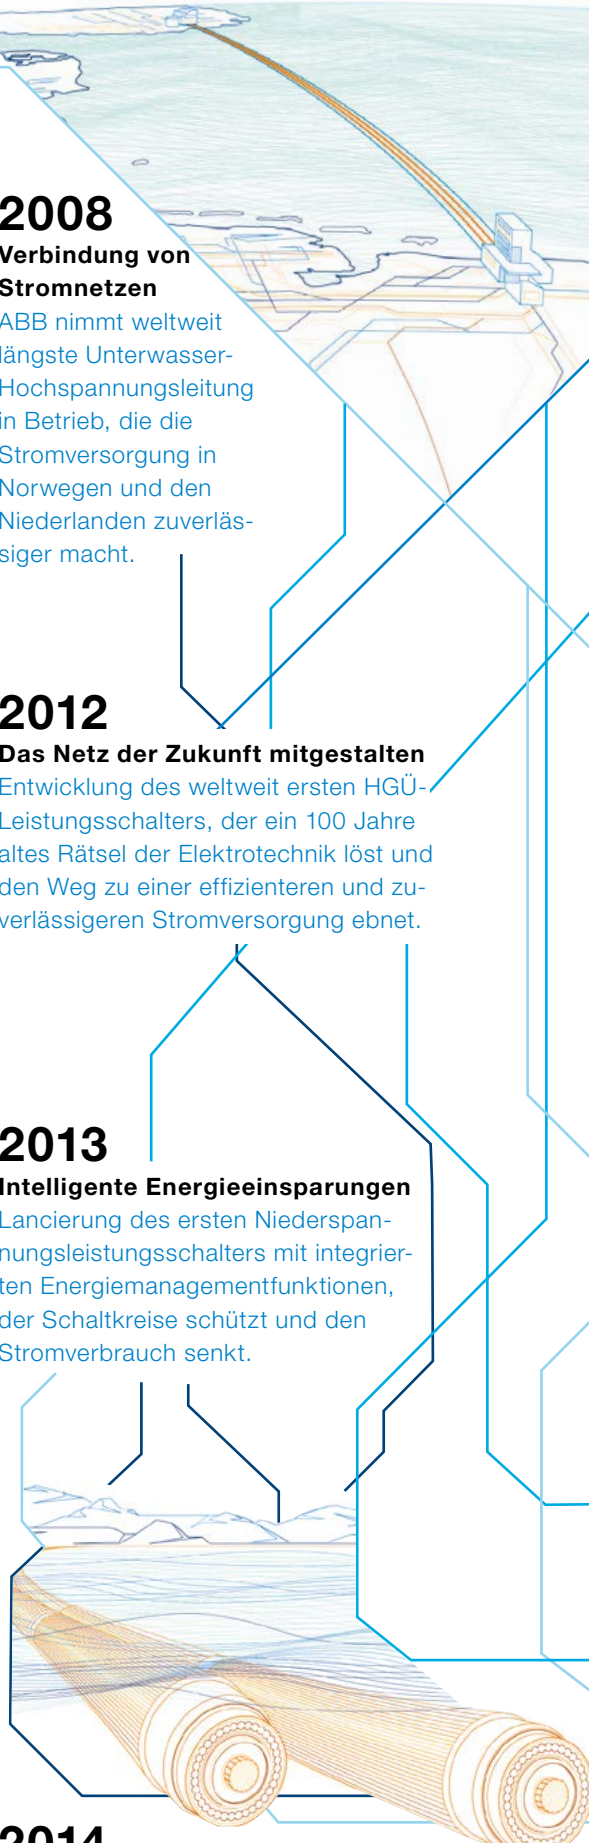 2008
Verbindung von
Stromnetzen
ABB nimmt weltweit
längste Unterwasser-
Hochspannungsleitung
in Betrieb, die die
Stromversorgung in
Norwegen und den
Niederlanden zuverläs-
siger macht.
2012
Das Netz der Zukunft mitgestalten
Entwicklung des weltweit ersten HGÜ-
Leistungsschalters, der ein 100 Jahre
altes Rätsel der Elektrotechnik löst und
den Weg zu einer effizienteren und zu-
verlässigeren Stromversorgung ebnet.
2013
Intelligente Energieeinsparungen
Lancierung des ersten Niederspan-
nungsleistungsschalters mit integrier-
ten Energiemanagementfunktionen,
der Schaltkreise schützt und den
Stromverbrauch senkt.
2014